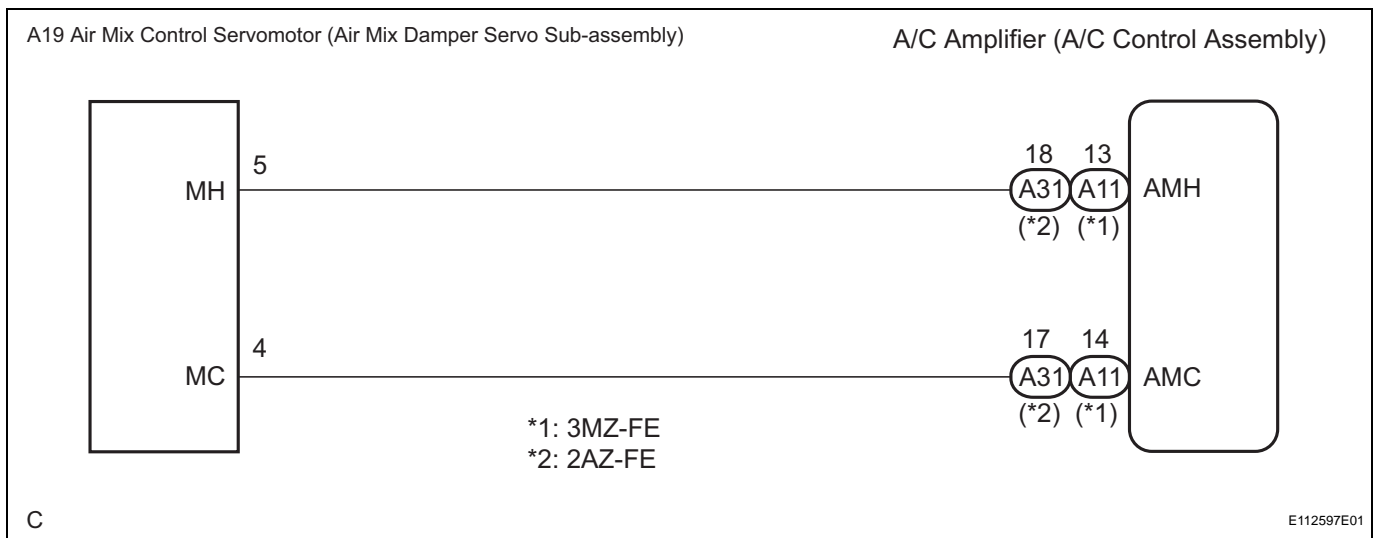 A19 Air Mix Control Servomotor (Air Mix Damper Servo Sub-assembly)
A/C Amplifier (A/C Control Assembly)
5
18 13
MH
A31 A11
AMH
(*2) (*1)
4
17 14
MC
A31 A11
AMC
(*2) (*1)
*1: 3MZ-FE
*2: 2AZ-FE
C
E112597E01